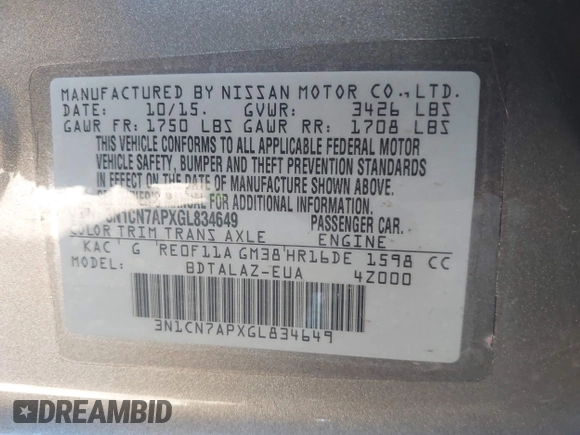 MANUFACTURED BY NISSAN MOTOR CO.,LTD.
DATE: 10/15. GVWR: 3426 LBS
GAWR FR: 1750 LBS GAWR RR: 1708 LBS
THIS VEHICLE CONFORMS TO ALL APPLICABLE FEDERAL MOTOR
VEHICLE SAFETY, BUMPER AND THEFT PREVENTION STANDARDS
IN EFFECT ON THE DATE OF MANUFACTURE SHOWN ABOVE.
MANUAL FOR ADDITIONAL INFORMATION.
3N1CN7APXGL834649 PASSENGER CAR.
COLOR TRIM TRANS AXLE ENGINE
KAC G RE0F11A GM38 HR16DE 1598 CC
MODEL: BDTALAZ-EUA 4Z000
3N1CN7APXGL834649
DREAMBID